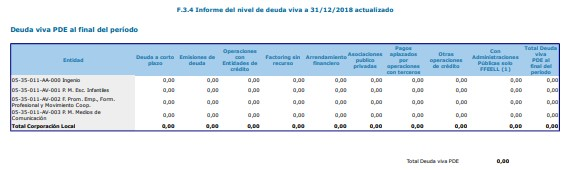 F.3.4 Informe del nivel de deuda viva a 31/12/2018 actualizado
Deuda viva PDE al final del periodo
Entidad
Deuda a corto plazo
Emisiones de deuda
Operaciones con Entidades de crédito
Factoring sin recurso
Arrendamiento financiero
Asociaciones publico privadas
Pagos aplazados por operaciones con terceros
Otras operaciones de crédito
Con Administraciones Públicas solo FFEELL (1)
Total Deuda viva PDE al final del periodo
05-35-011-AA-000 Ingenio 0,00 0,00 0,00 0,00 0,00 0,00 0,00 0,00 0,00 0,00
05-35-011-AV-001 P. M. Esc. Infantiles 0,00 0,00 0,00 0,00 0,00 0,00 0,00 0,00 0,00 0,00
05-35-011-AV-002 F. Prom. Emp., Form. Profesional y Movimiento Coop. 0,00 0,00 0,00 0,00 0,00 0,00 0,00 0,00 0,00 0,00
05-35-011-AV-003 P. M. Medios de Comunicación 0,00 0,00 0,00 0,00 0,00 0,00 0,00 0,00 0,00 0,00
Total Corporación Local 0,00 0,00 0,00 0,00 0,00 0,00 0,00 0,00 0,00 0,00
Total Deuda viva PDE 0,00